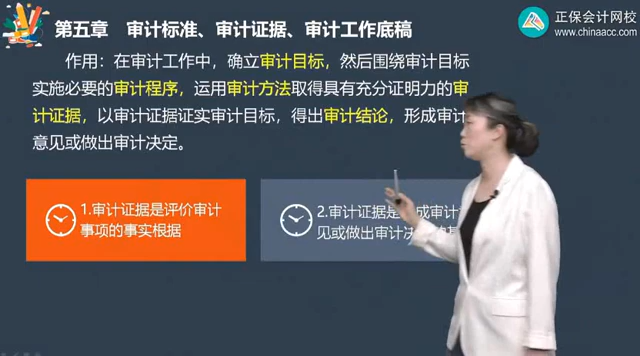 正保会计网校
www.chinaacc.com
第五章 审计标准、审计证据、审计工作底稿
作用：在审计工作中，确立审计目标，然后围绕审计目标
实施必要的审计程序，运用审计方法取得具有充分证明力的审
计证据，以审计证据证实审计目标，得出审计结论，形成审计
意见或做出审计决定。
1.审计证据是评价审计
事项的事实根据
2.审计证据是
成审计
见或做出审计决